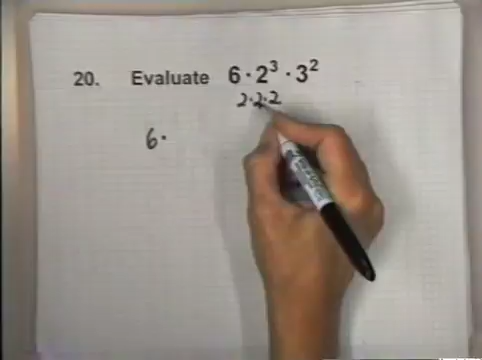 20. Evaluate 6 · 2³ · 3²
2·2·2
6·